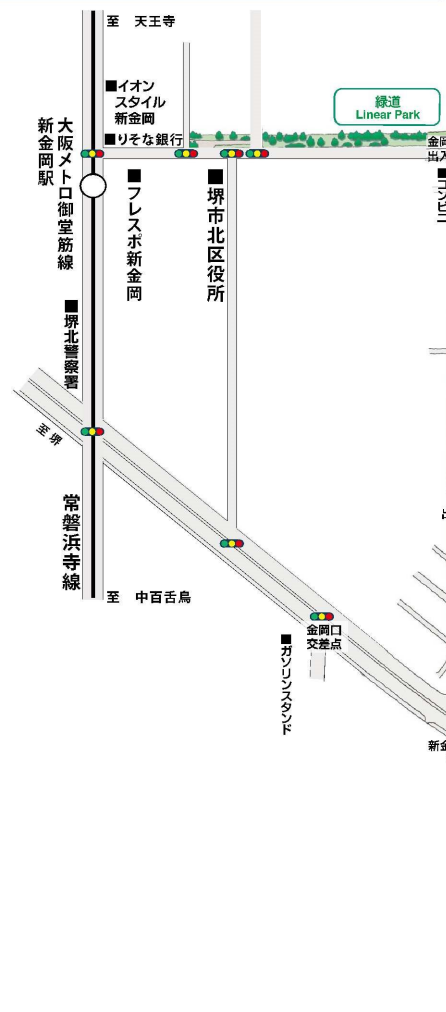 至 天王寺
■イオン
スタイル
新金岡
■りそな銀行
緑道
Linear Park
大阪メトロ御堂筋線
新金岡駅
■フレスポ新金岡
■堺市北区役所
■コンビニ
■堺北警察署
至 堺
常磐浜寺線
至 中百舌鳥
金岡口
交差点
■ガソリンスタンド